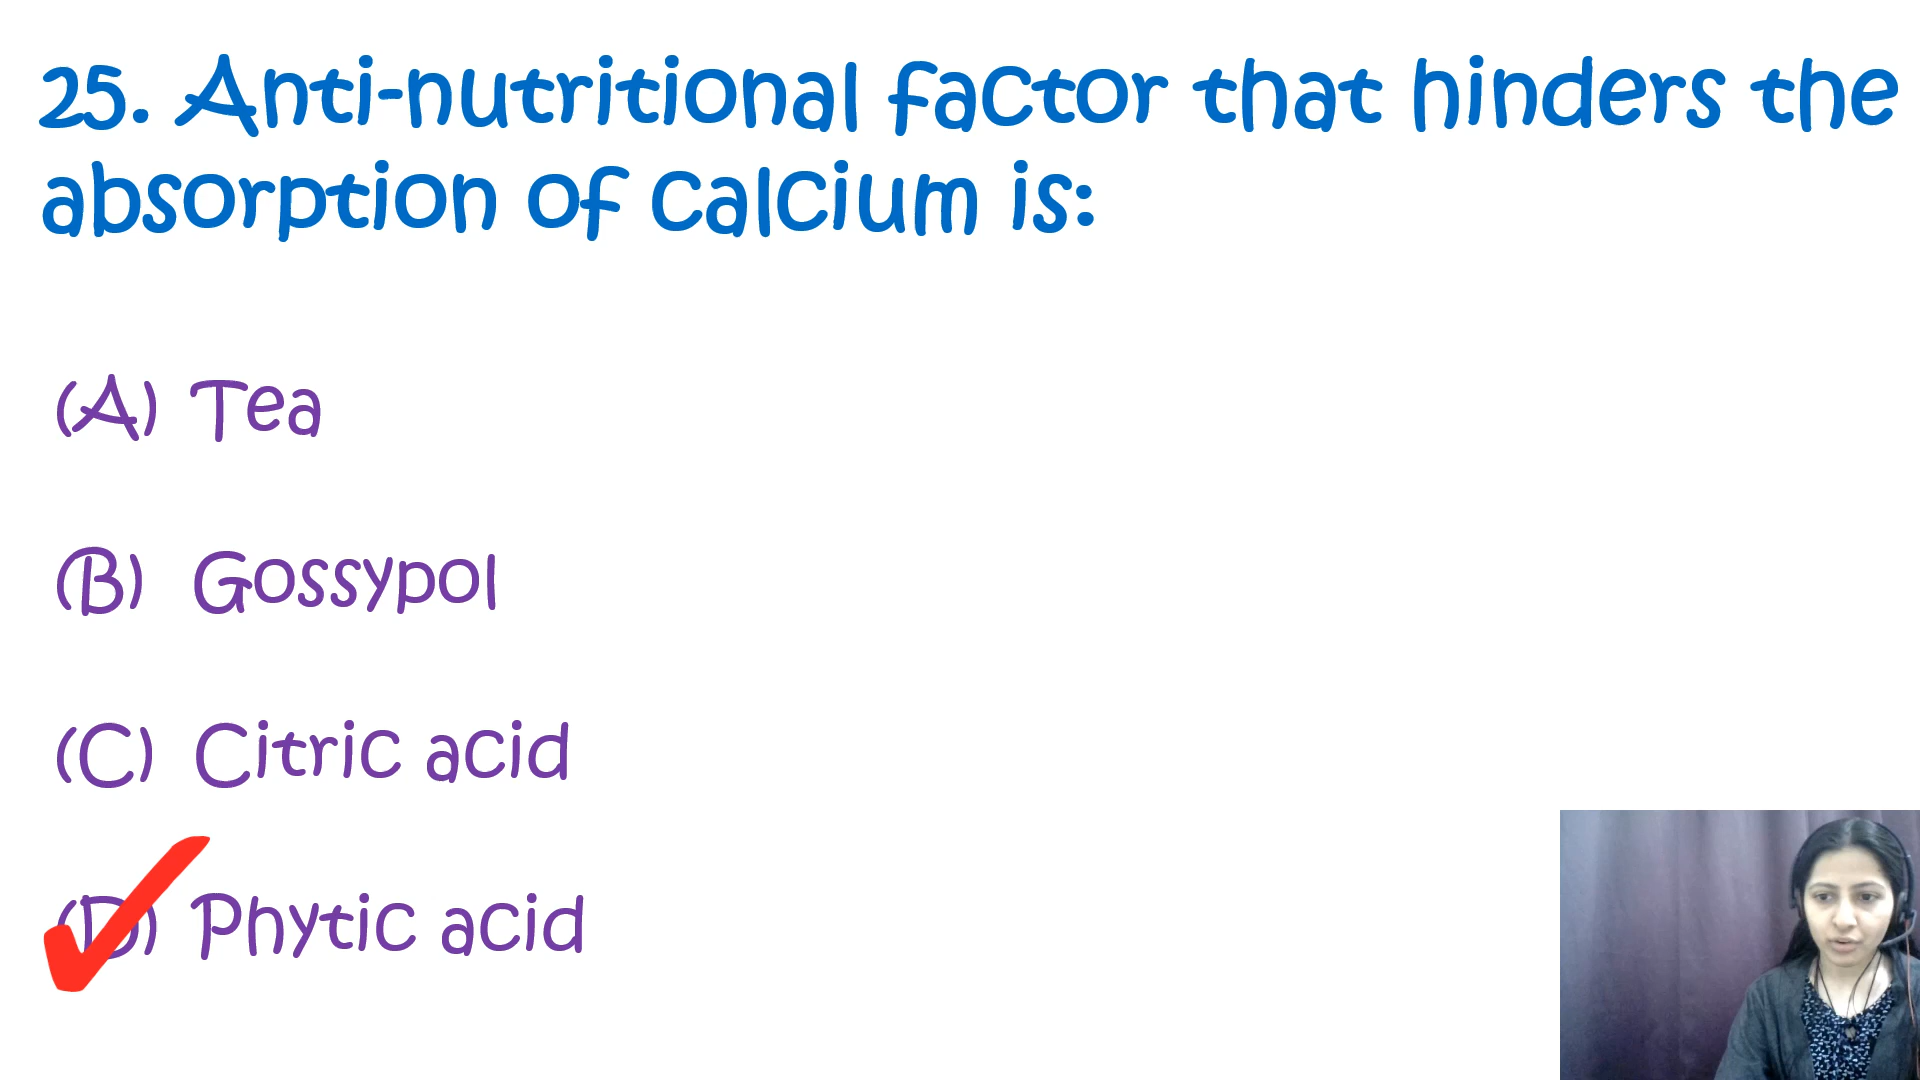 25. Anti-nutritional factor that hinders the
absorption of calcium is:
(A) Tea
(B) Gossypol
(C) Citric acid
(D) Phytic acid